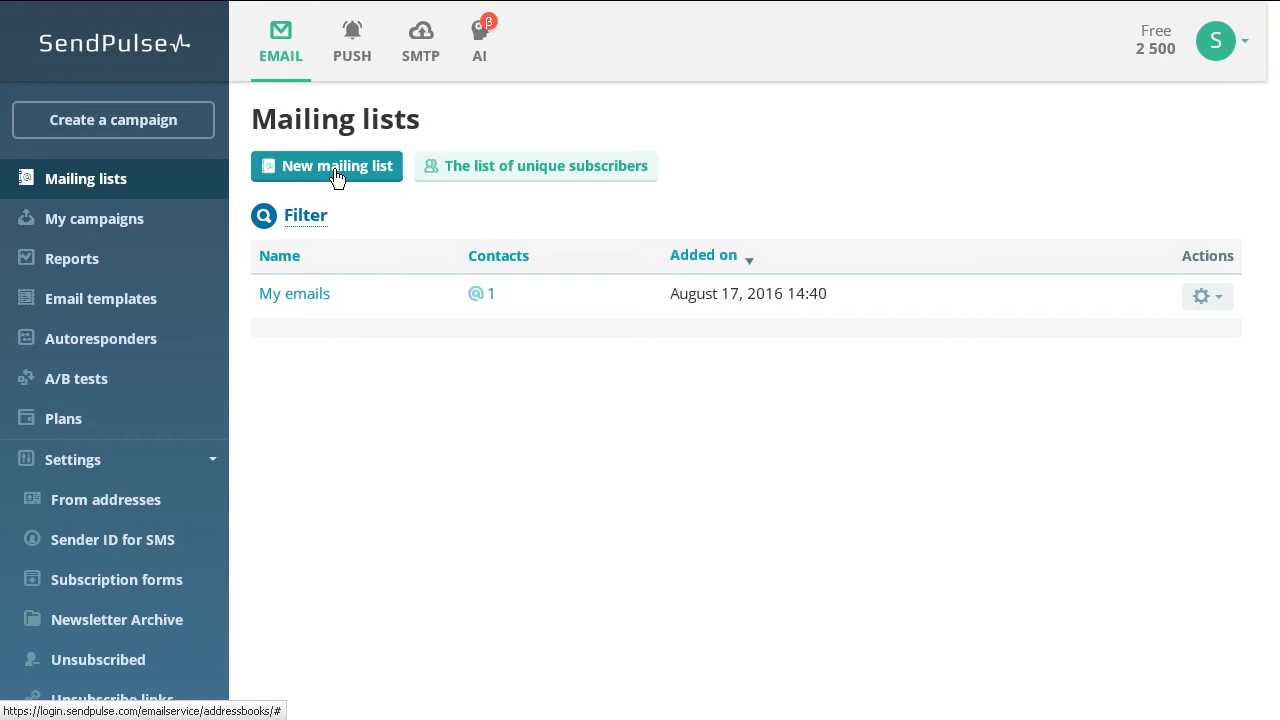 SendPulse
EMAIL
PUSH
SMTP
β
AI
Free
2 500
S
Create a campaign
Mailing lists
My campaigns
Reports
Email templates
Autoresponders
A/B tests
Plans
Settings
From addresses
Sender ID for SMS
Subscription forms
Newsletter Archive
Unsubscribed
Unsubscribe links
Mailing lists
New mailing list
The list of unique subscribers
Filter
Name Contacts Added on Actions
My emails 1 August 17, 2016 14:40
https://login.sendpulse.com/emailservice/addressbooks/#